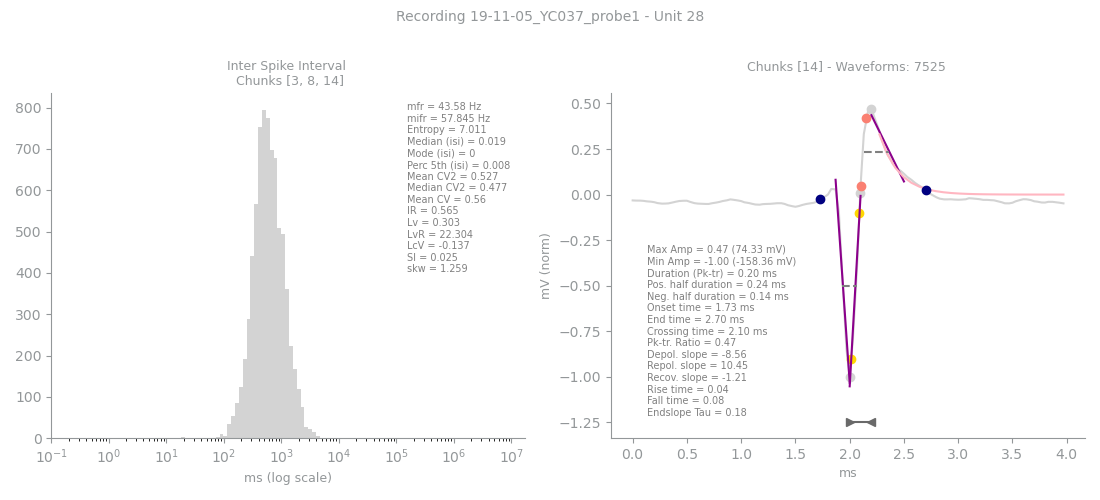 Recording 19-11-05_YC037_probe1 - Unit 28
Inter Spike Interval
Chunks [3, 8, 14]
800
700
600
500
400
300
200
100
0
mfr = 43.58 Hz
mifr = 57.845 Hz
Entropy = 7.011
Median (isi) = 0.019
Mode (isi) = 0
Perc 5th (isi) = 0.008
Mean CV2 = 0.527
Median CV2 = 0.477
Mean CV = 0.56
IR = 0.565
Lv = 0.303
LvR = 22.304
LcV = -0.137
SI = 0.025
skw = 1.259
10⁻¹ 10⁰ 10¹ 10² 10³ 10⁴ 10⁵ 10⁶ 10⁷
ms (log scale)
Chunks [14] - Waveforms: 7525
mV (norm)
0.50
0.25
0.00
−0.25
−0.50
−0.75
−1.00
−1.25
Max Amp = 0.47 (74.33 mV)
Min Amp = -1.00 (-158.36 mV)
Duration (Pk-tr) = 0.20 ms
Pos. half duration = 0.24 ms
Neg. half duration = 0.14 ms
Onset time = 1.73 ms
End time = 2.70 ms
Crossing time = 2.10 ms
Pk-tr. Ratio = 0.47
Depol. slope = -8.56
Repol. slope = 10.45
Recov. slope = -1.21
Rise time = 0.04
Fall time = 0.08
Endslope Tau = 0.18
0.0 0.5 1.0 1.5 2.0 2.5 3.0 3.5 4.0
ms